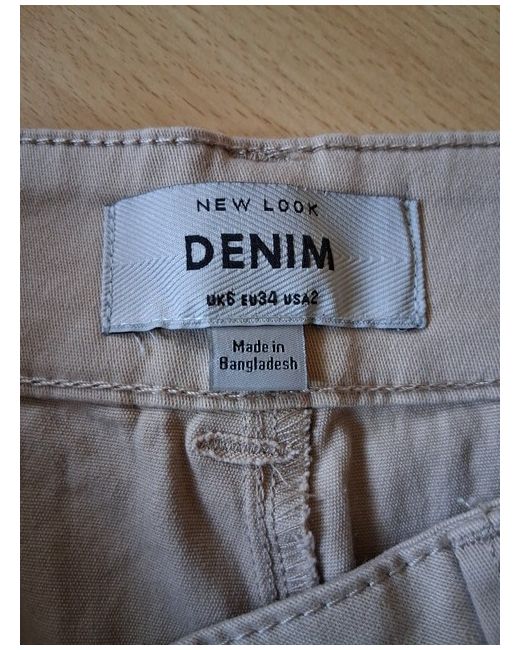 NEW LOOK
DENIM
UK6 EU34 USA2
Made in
Bangladesh